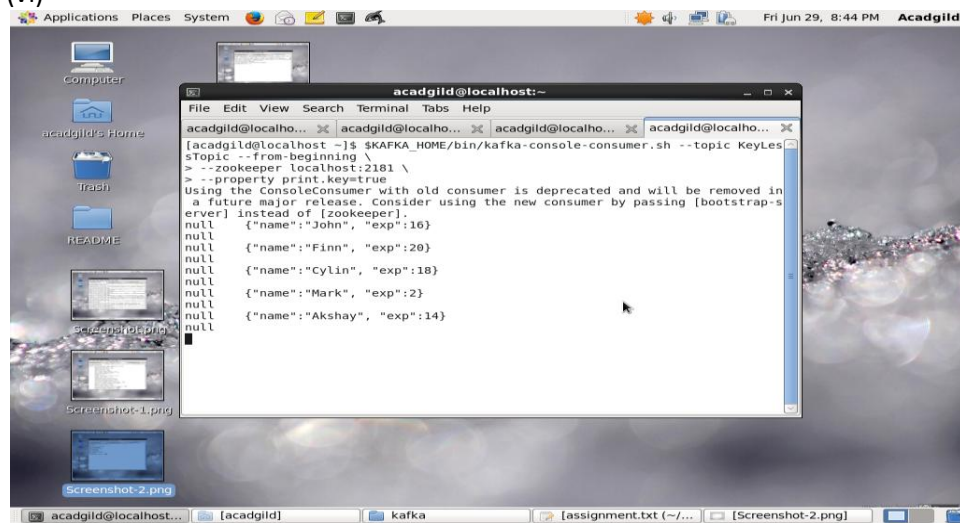 (vi)
Applications Places System Fri Jun 29, 8:44 PM Acadgild
Computer
acadgild's Home
Trash
README
Screenshot.png
Screenshot-1.png
Screenshot-2.png
acadgild@localhost:~
File Edit View Search Terminal Tabs Help
acadgild@localho... acadgild@localho... acadgild@localho... acadgild@localho...
[acadgild@localhost ~]$ $KAFKA_HOME/bin/kafka-console-consumer.sh --topic KeyLes
sTopic --from-beginning \
> --zookeeper localhost:2181 \
> --property print.key=true
Using the ConsoleConsumer with old consumer is deprecated and will be removed in
a future major release. Consider using the new consumer by passing [bootstrap-s
erver] instead of [zookeeper].
null {"name":"John", "exp":16}
null
null {"name":"Finn", "exp":20}
null
null {"name":"Cylin", "exp":18}
null
null {"name":"Mark", "exp":2}
null
null {"name":"Akshay", "exp":14}
null
acadgild@localhost... [acadgild] kafka [assignment.txt (~/... [Screenshot-2.png]